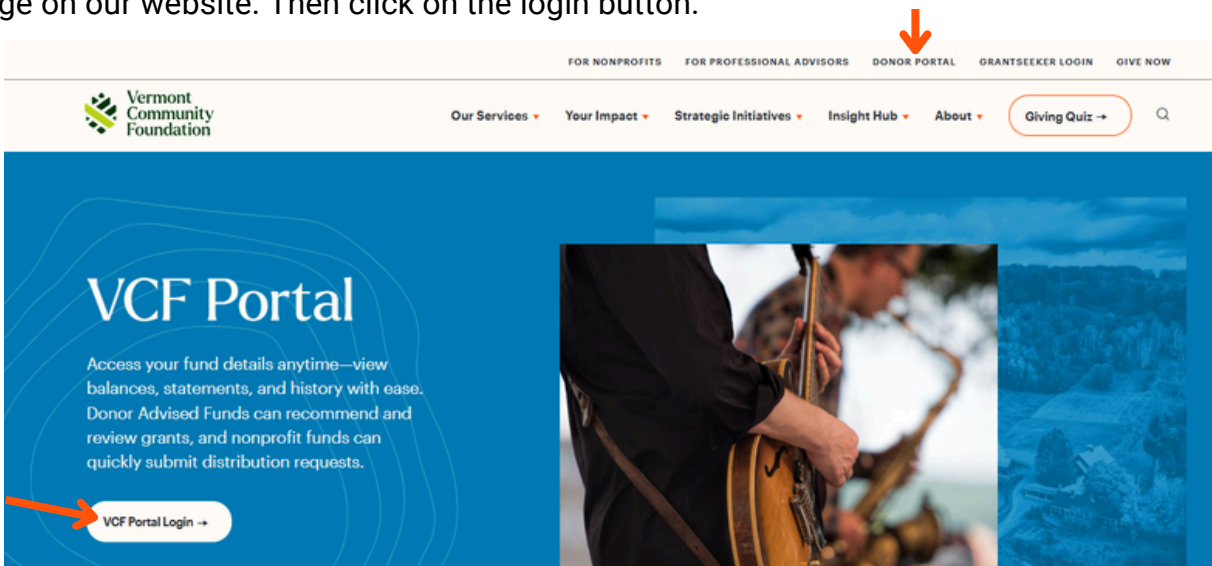 ge on our website. Then click on the login button.
FOR NONPROFITS FOR PROFESSIONAL ADVISORS DONOR PORTAL GRANTSEEKER LOGIN GIVE NOW
Vermont
Community
Foundation
Our Services Your Impact Strategic Initiatives Insight Hub About Giving Quiz →
VCF Portal
Access your fund details anytime—view
balances, statements, and history with ease.
Donor Advised Funds can recommend and
review grants, and nonprofit funds can
quickly submit distribution requests.
VCF Portal Login →